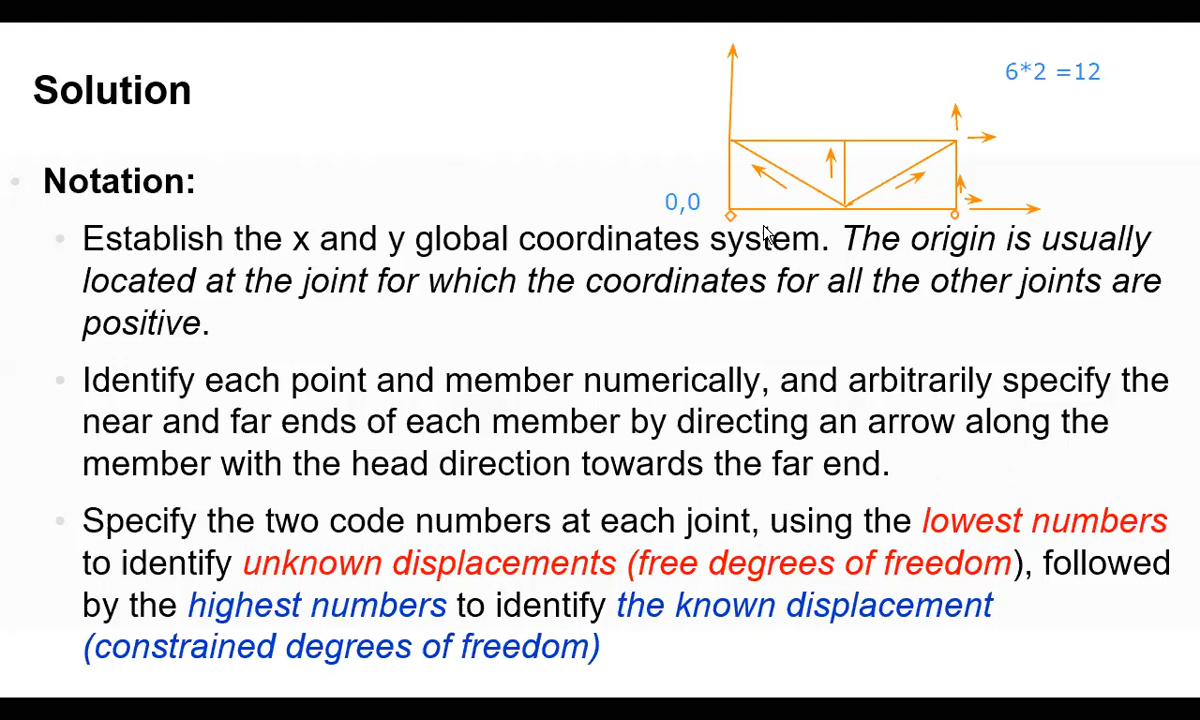 6*2 =12
Solution
Notation:
0,0
Establish the x and y global coordinates system. The origin is usually
located at the joint for which the coordinates for all the other joints are
positive.
Identify each point and member numerically, and arbitrarily specify the
near and far ends of each member by directing an arrow along the
member with the head direction towards the far end.
Specify the two code numbers at each joint, using the lowest numbers
to identify unknown displacements (free degrees of freedom), followed
by the highest numbers to identify the known displacement
(constrained degrees of freedom)